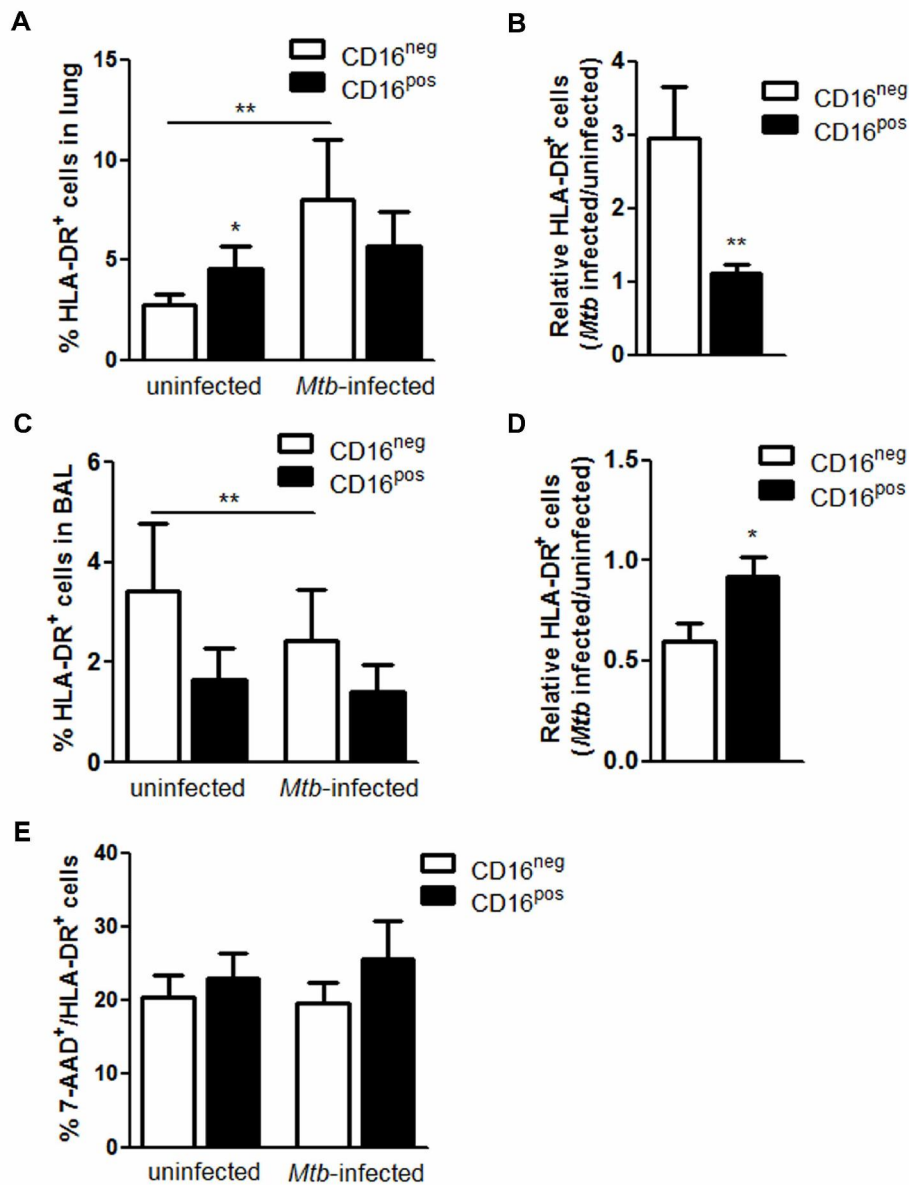 A
% HLA-DR⁺ cells in lung
15
10
5
0
CD16ⁿᵉᵍ
CD16ᵖᵒˢ
**
*
uninfected
Mtb-infected
B
Relative HLA-DR⁺ cells
(Mtb infected/uninfected)
4
3
2
1
0
CD16ⁿᵉᵍ
CD16ᵖᵒˢ
**
C
% HLA-DR⁺ cells in BAL
6
4
2
0
CD16ⁿᵉᵍ
CD16ᵖᵒˢ
**
uninfected
Mtb-infected
D
Relative HLA-DR⁺ cells
(Mtb infected/uninfected)
1.5
1.0
0.5
0.0
CD16ⁿᵉᵍ
CD16ᵖᵒˢ
*
E
% 7-AAD⁺/HLA-DR⁺ cells
40
30
20
10
0
CD16ⁿᵉᵍ
CD16ᵖᵒˢ
uninfected
Mtb-infected